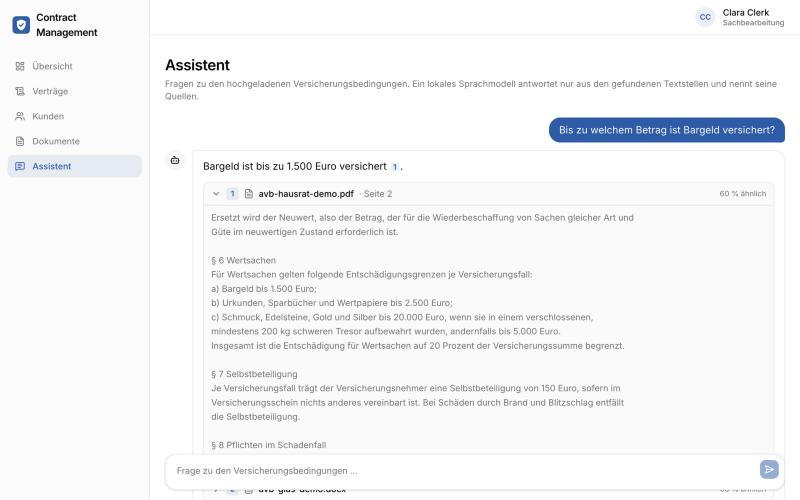 Contract
Management
CC
Clara Clerk
Sachbearbeitung
Übersicht
Verträge
Kunden
Dokumente
Assistent
Assistent
Fragen zu den hochgeladenen Versicherungsbedingungen. Ein lokales Sprachmodell antwortet nur aus den gefundenen Textstellen und nennt seine
Quellen.
Bis zu welchem Betrag ist Bargeld versichert?
Bargeld ist bis zu 1.500 Euro versichert 1.
1 avb-hausrat-demo.pdf · Seite 2 60 % ähnlich
Ersetzt wird der Neuwert, also der Betrag, der für die Wiederbeschaffung von Sachen gleicher Art und
Güte im neuwertigen Zustand erforderlich ist.
§ 6 Wertsachen
Für Wertsachen gelten folgende Entschädigungsgrenzen je Versicherungsfall:
a) Bargeld bis 1.500 Euro;
b) Urkunden, Sparbücher und Wertpapiere bis 2.500 Euro;
c) Schmuck, Edelsteine, Gold und Silber bis 20.000 Euro, wenn sie in einem verschlossenen,
mindestens 200 kg schweren Tresor aufbewahrt wurden, andernfalls bis 5.000 Euro.
Insgesamt ist die Entschädigung für Wertsachen auf 20 Prozent der Versicherungssumme begrenzt.
§ 7 Selbstbeteiligung
Je Versicherungsfall trägt der Versicherungsnehmer eine Selbstbeteiligung von 150 Euro, sofern im
Versicherungsschein nichts anderes vereinbart ist. Bei Schäden durch Brand und Blitzschlag entfällt
die Selbstbeteiligung.
§ 8 Pflichten im Schadenfall
Frage zu den Versicherungsbedingungen ...